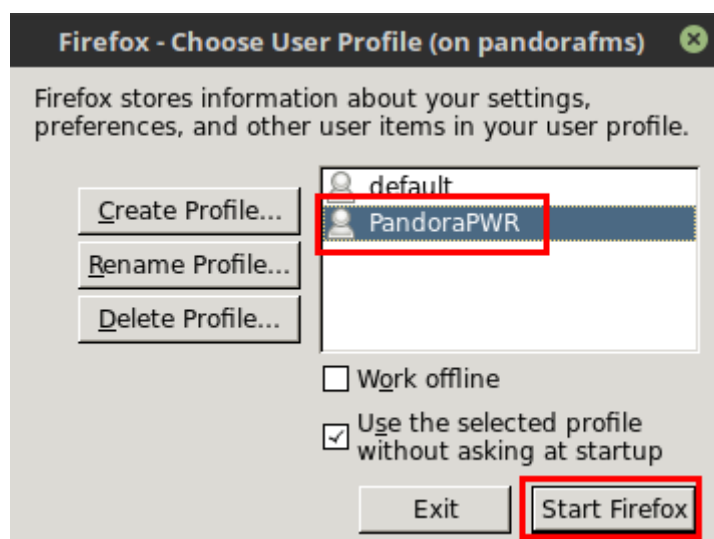 Firefox - Choose User Profile (on pandorafms)
Firefox stores information about your settings,
preferences, and other user items in your user profile.
default
Create Profile...
PandoraPWR
Rename Profile...
Delete Profile...
Work offline
Use the selected profile
without asking at startup
Exit
Start Firefox